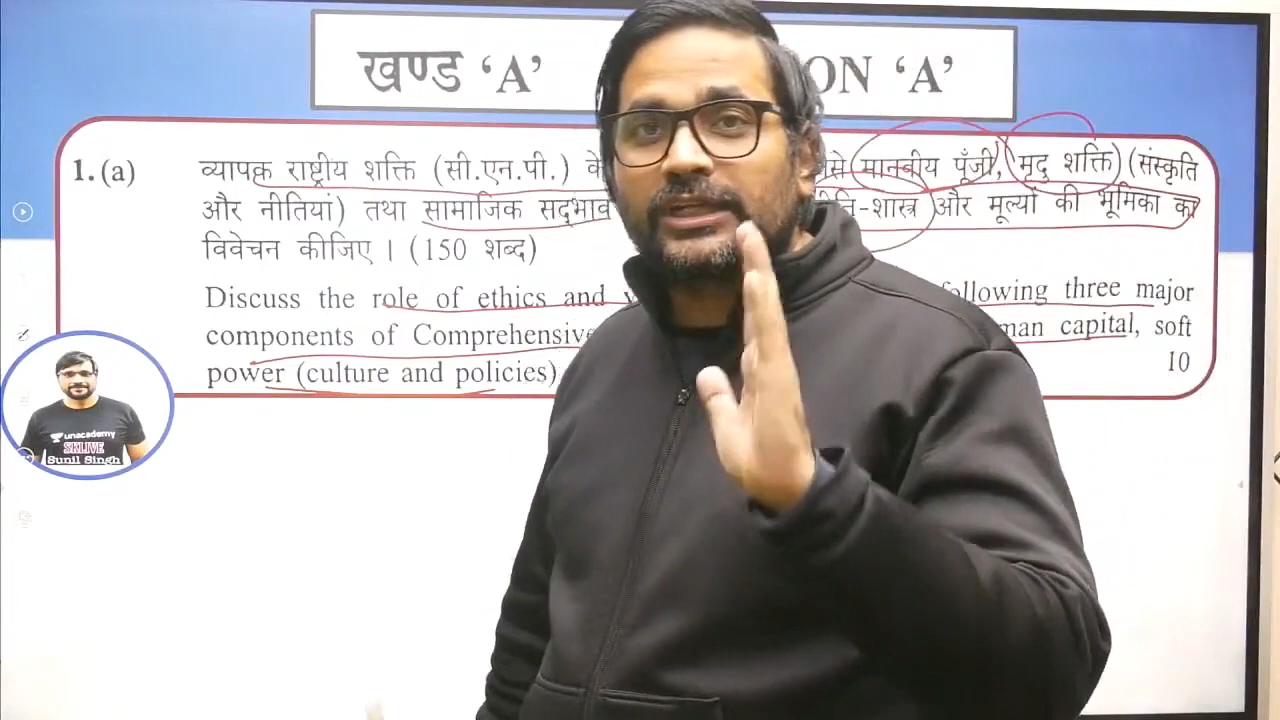 खण्ड ‘A’ ON ‘A’
1. (a) व्यापक राष्ट्रीय शक्ति (सी.एन.पी.) के मानवीय पूँजी, मृदु शक्ति) (संस्कृति
और नीतियां) तथा सामाजिक सद्भाव -शास्त्र और मूल्यों की भूमिका का
विवेचन कीजिए । (150 शब्द)
Discuss the role of ethics and following three major
components of Comprehensive capital, soft
power (culture and policies) 10
unacademy
SKLIVE
Sunil Singh